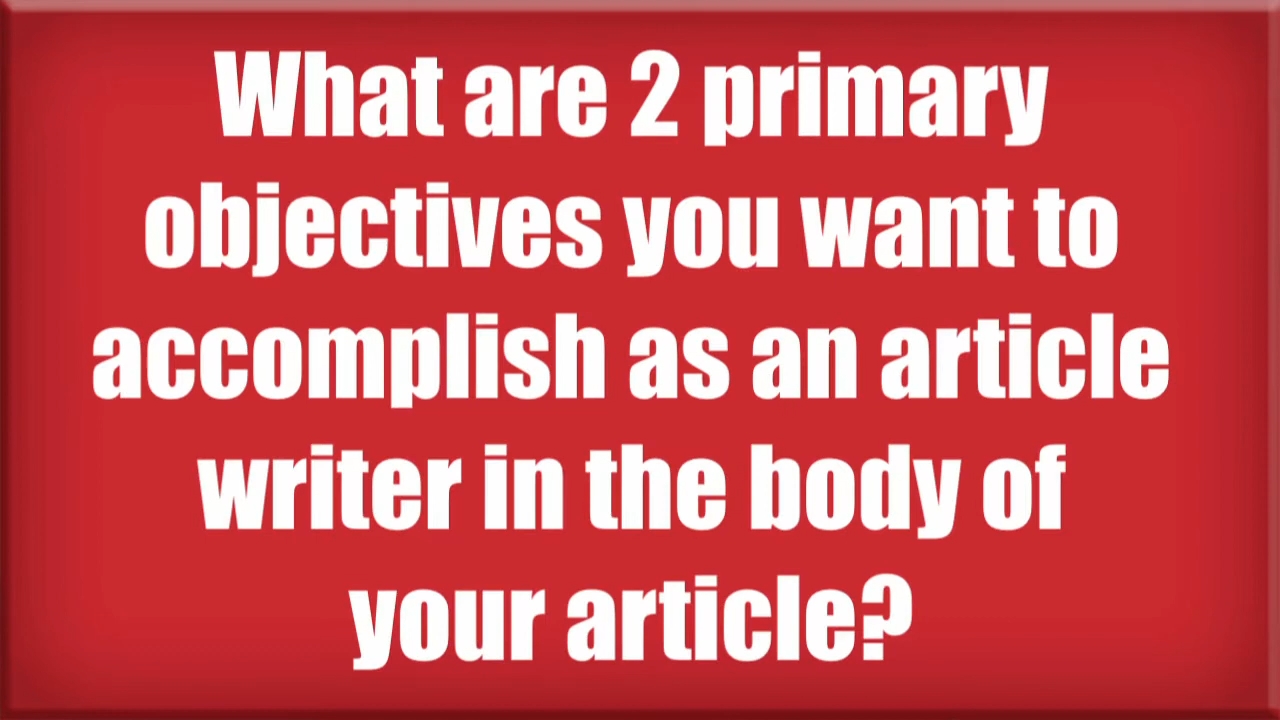 What are 2 primary
objectives you want to
accomplish as an article
writer in the body of
your article?